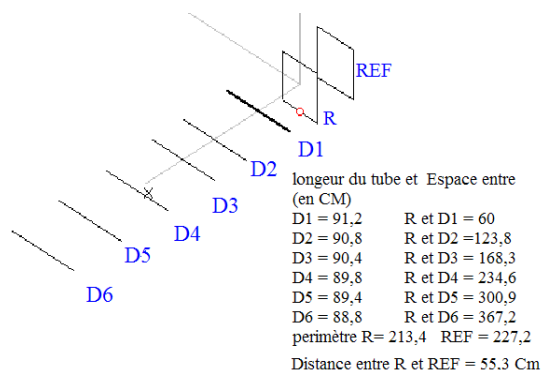 REF
R
D1
D2
D3
D4
D5
D6
longeur du tube et Espace entre
(en CM)
D1 = 91,2 R et D1 = 60
D2 = 90,8 R et D2 =123,8
D3 = 90,4 R et D3 = 168,3
D4 = 89,8 R et D4 = 234,6
D5 = 89,4 R et D5 = 300,9
D6 = 88,8 R et D6 = 367,2
perimètre R= 213,4 REF = 227,2
Distance entre R et REF = 55.3 Cm